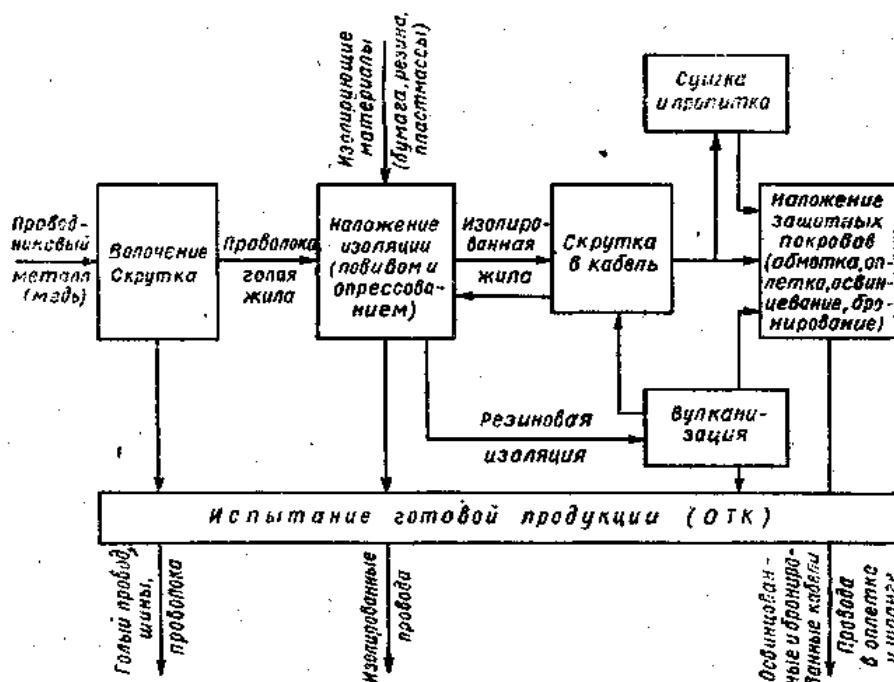 Изолирующие
материалы
(бумага, резина,
пластмассы)
Сушка
и пропитка
Провод-
никовый
металл
(медь)
Волочение
Скрутка
Проволока
голая
жила
Наложение
изоляции
(повивом и
опрессова-
нием)
Изолиро-
ванная
жила
Скрутка
в кабель
Наложение
защитных
покровов
(обмотка, оп-
летка, освин-
цевание, бро-
нирование)
Резиновая
изоляция
Вулкани-
зация
Испытание готовой продукции (ОТК)
Голый провод,
шины,
проволока
Изолированные
провода
Освинцован-
ные и брониро-
ванные кабели
Провода
в оплетке
и шланге